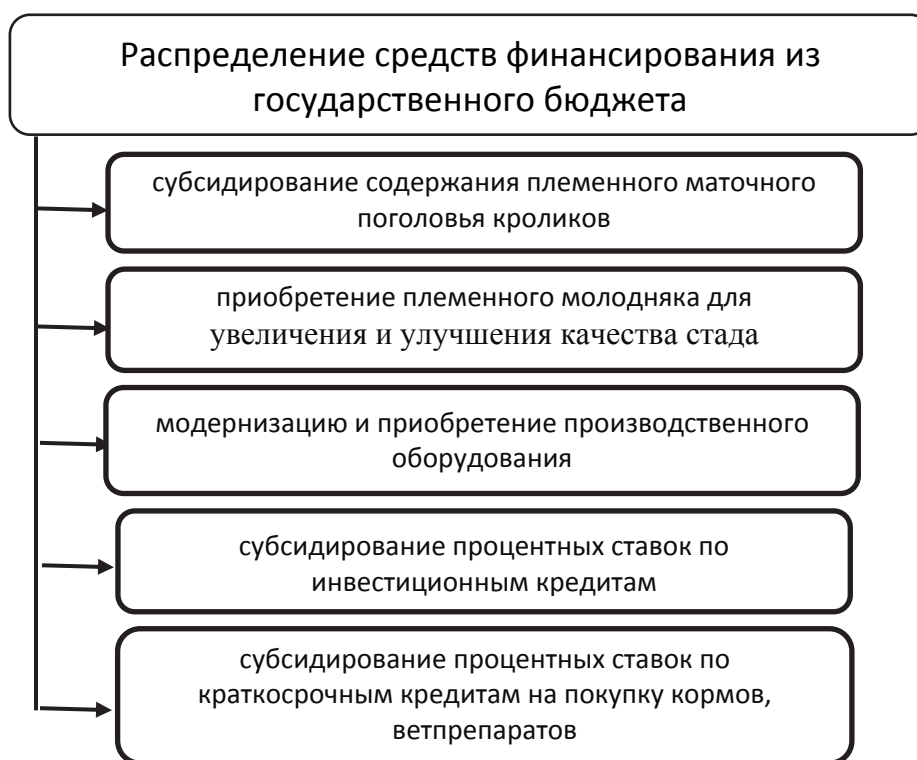 Распределение средств финансирования из
государственного бюджета
субсидирование содержания племенного маточного
поголовья кроликов
приобретение племенного молодняка для
увеличения и улучшения качества стада
модернизацию и приобретение производственного
оборудования
субсидирование процентных ставок по
инвестиционным кредитам
субсидирование процентных ставок по
краткосрочным кредитам на покупку кормов,
ветпрепаратов